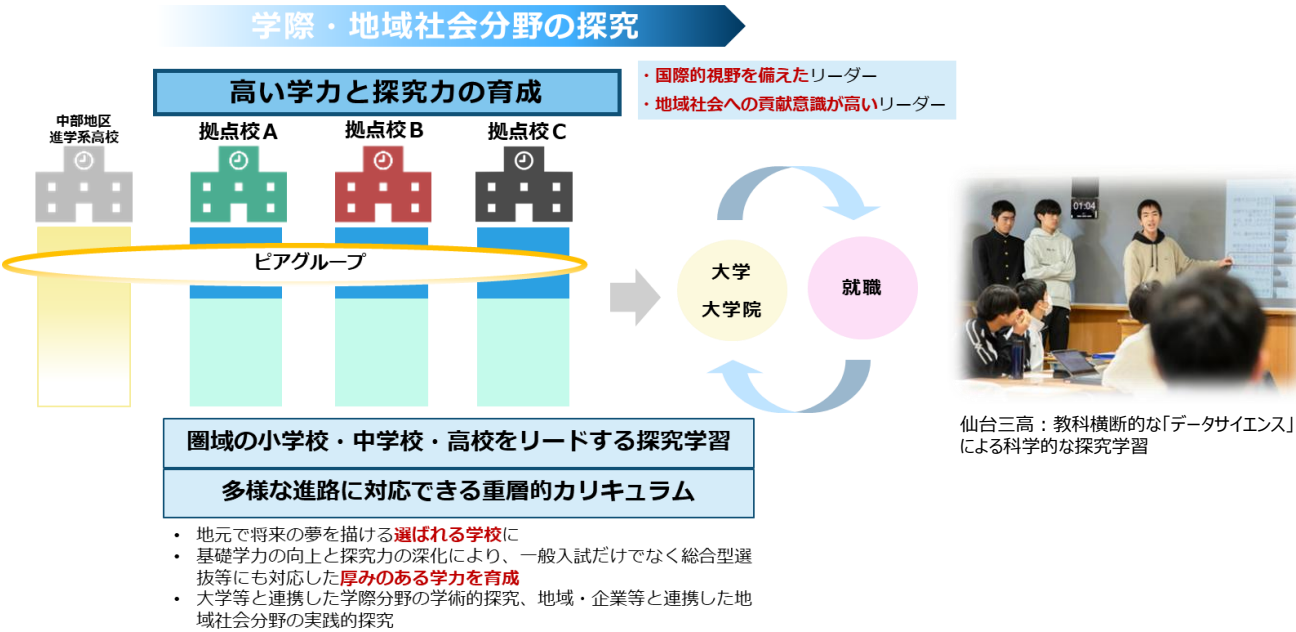 学際・地域社会分野の探究
高い学力と探究力の育成
・国際的視野を備えたリーダー
・地域社会への貢献意識が高いリーダー
中部地区
進学系高校
拠点校A
拠点校B
拠点校C
ピアグループ
大学
大学院
就職
01:04
仙台三高：教科横断的な「データサイエンス」
による科学的な探究学習
圏域の小学校・中学校・高校をリードする探究学習
多様な進路に対応できる重層的カリキュラム
• 地元で将来の夢を描ける選ばれる学校に
• 基礎学力の向上と探究力の深化により、一般入試だけでなく総合型選
抜等にも対応した厚みのある学力を育成
• 大学等と連携した学際分野の学術的探究、地域・企業等と連携した地
域社会分野の実践的探究